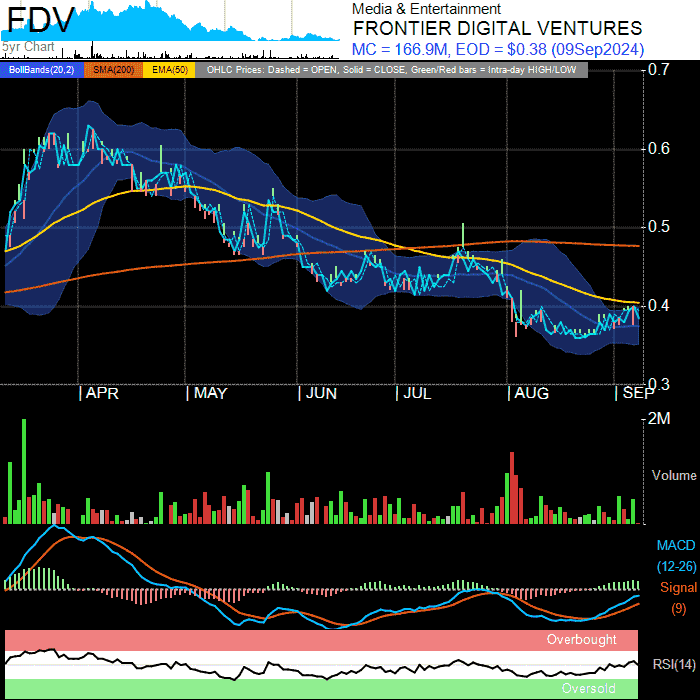 FDV
5yr Chart
Media & Entertainment
FRONTIER DIGITAL VENTURES
MC = 166.9M, EOD = $0.38 (09Sep2024)
BollBands(20,2) SMA(200) EMA(50) OHLC Prices: Dashed = OPEN, Solid = CLOSE, Green/Red bars = Intra-day HIGH/LOW
0.7
0.6
0.5
0.4
0.3
| APR | MAY | JUN | JUL | AUG | SEP
2M
Volume
MACD
(12-26)
Signal
(9)
Overbought
RSI(14)
Oversold